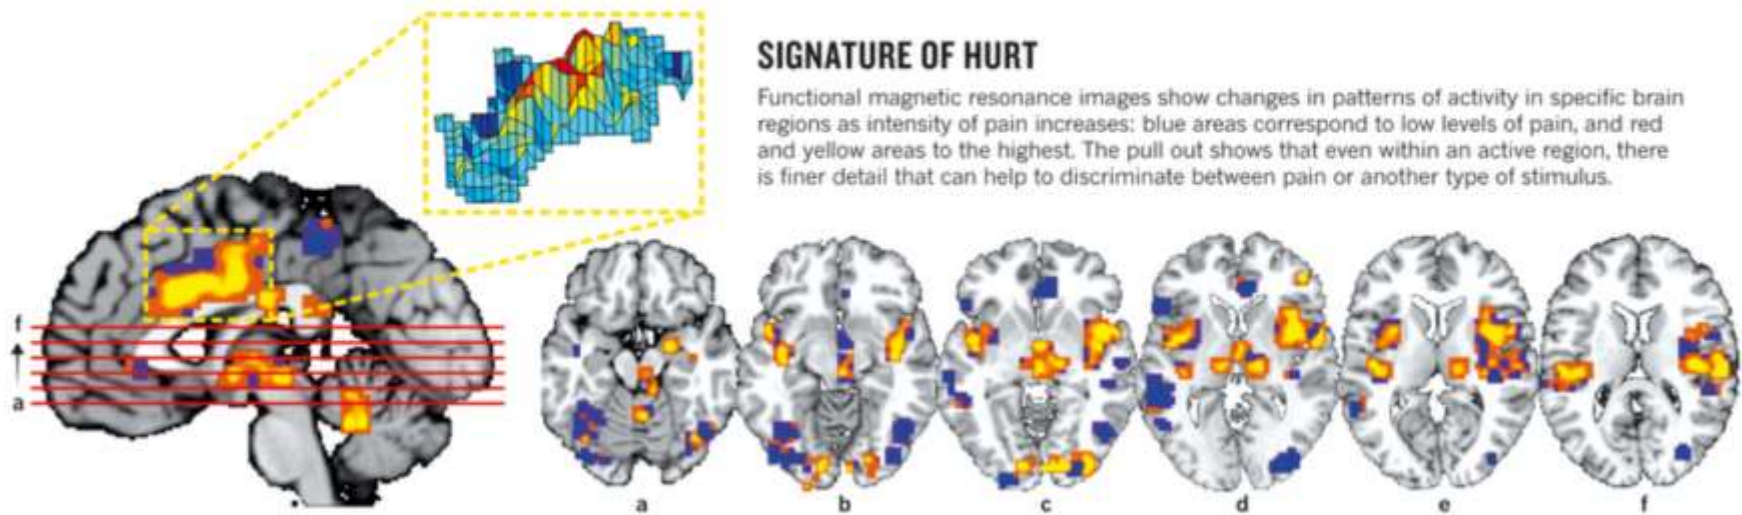 SIGNATURE OF HURT
Functional magnetic resonance images show changes in patterns of activity in specific brain
regions as intensity of pain increases: blue areas correspond to low levels of pain, and red
and yellow areas to the highest. The pull out shows that even within an active region, there
is finer detail that can help to discriminate between pain or another type of stimulus.
f
a
a b c d e f